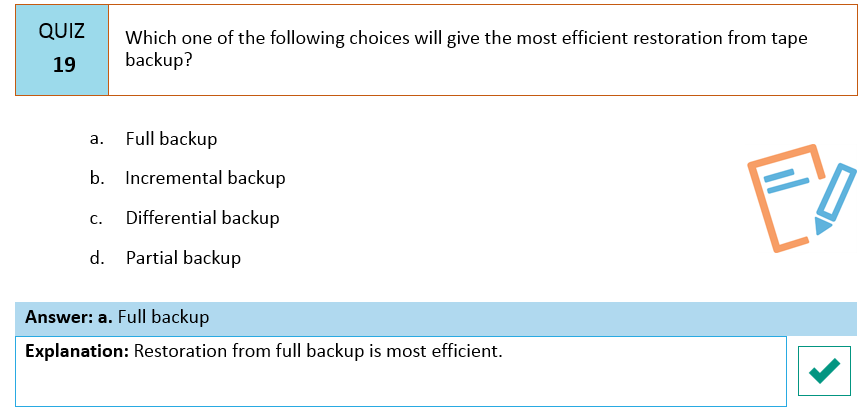 QUIZ
19
Which one of the following choices will give the most efficient restoration from tape
backup?
a. Full backup
b. Incremental backup
c. Differential backup
d. Partial backup
Answer: a. Full backup
Explanation: Restoration from full backup is most efficient.